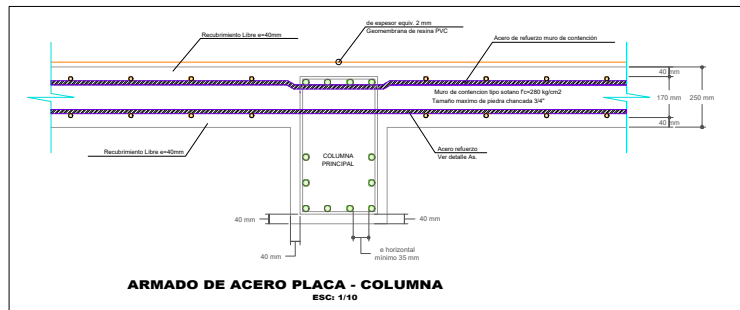 de espesor equiv. 2 mm
Geomembrana de resina PVC
Recubrimiento Libre e=40mm
Acero de refuerzo muro de contención
40 mm
Muro de contencion tipo sotano f'c=280 kg/cm2
Tamaño maximo de piedra chancada 3/4"
170 mm
250 mm
40 mm
Recubrimiento Libre e=40mm
Acero refuerzo
Ver detalle As.
COLUMNA
PRINCIPAL
40 mm
40 mm
40 mm
e horizontal
mínimo 35 mm
ARMADO DE ACERO PLACA - COLUMNA
ESC: 1/10